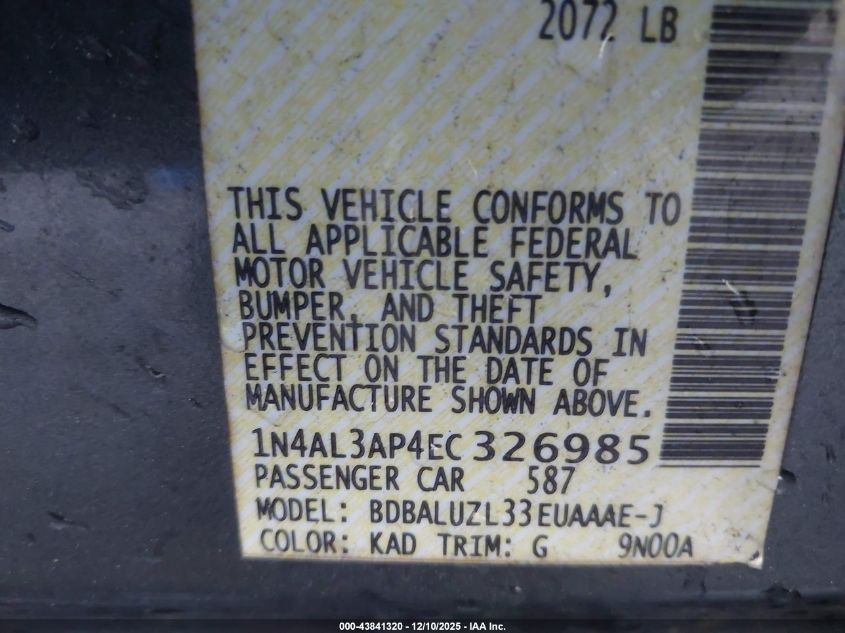 2072 LB
THIS VEHICLE CONFORMS TO
ALL APPLICABLE FEDERAL
MOTOR VEHICLE SAFETY,
BUMPER, AND THEFT
PREVENTION STANDARDS IN
EFFECT ON THE DATE OF
MANUFACTURE SHOWN ABOVE.
1N4AL3AP4EC 326985
PASSENGER CAR 587
MODEL: BDBALUZL33EUAAAE-J
COLOR: KAD TRIM: G 9N00A
000-43841320 — 12/10/2025 — IAA Inc.